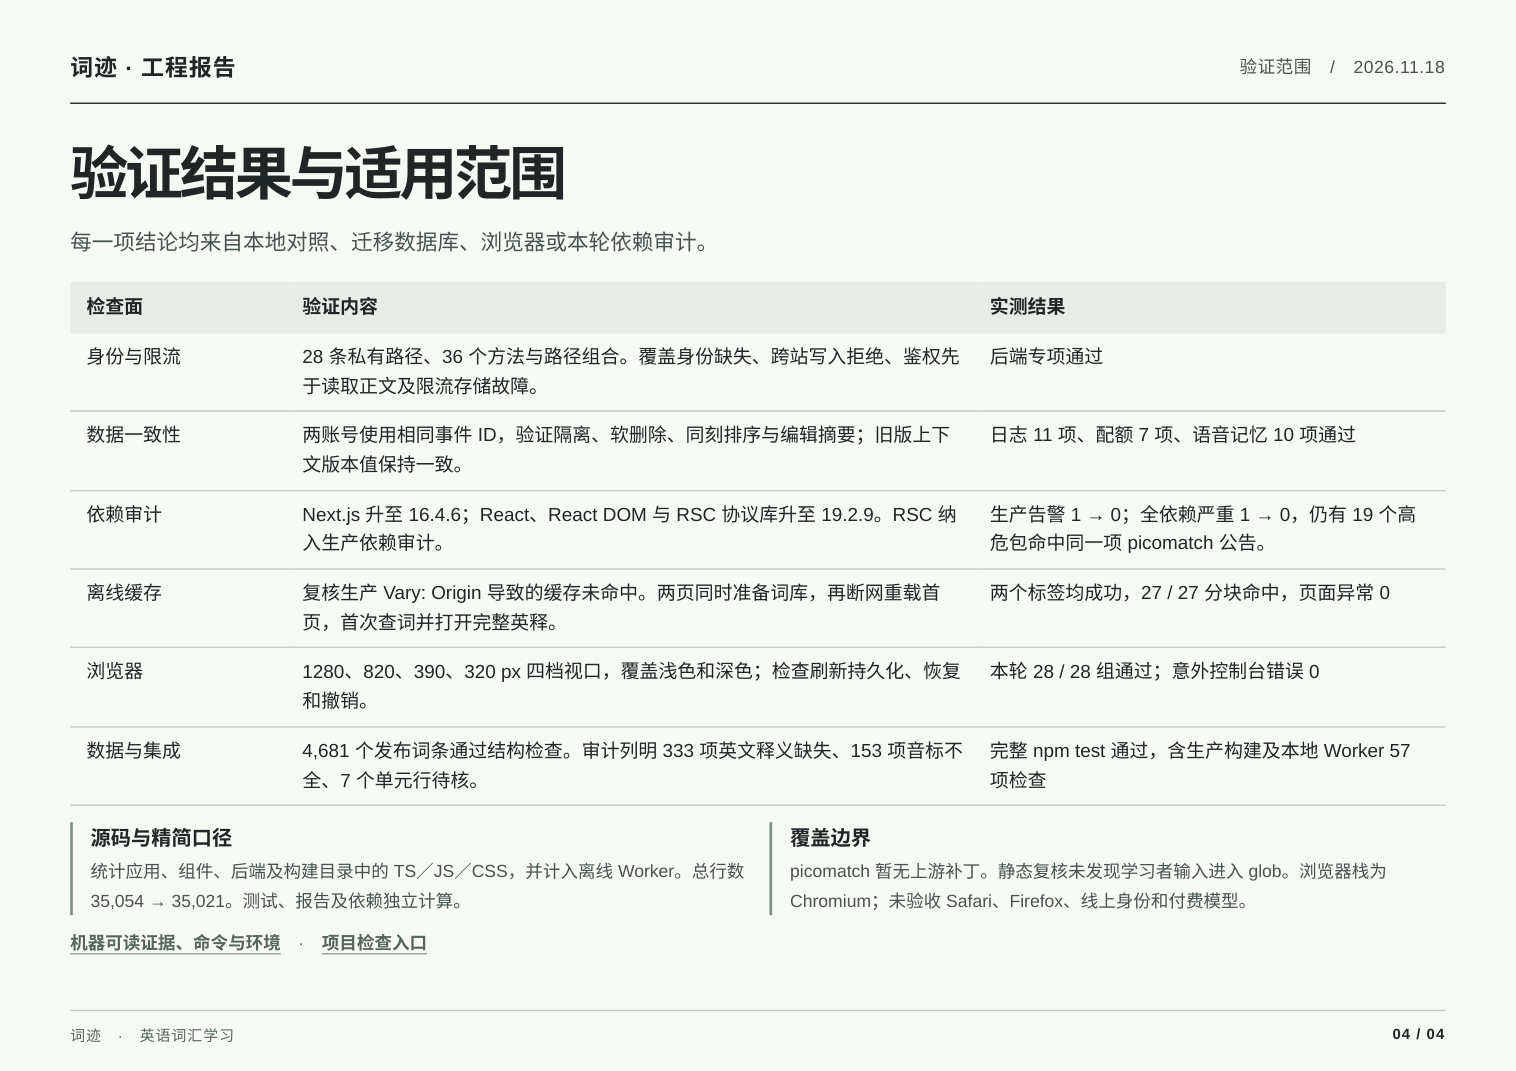 词迹 · 工程报告
验证范围 / 2026.11.18
验证结果与适用范围
每一项结论均来自本地对照、迁移数据库、浏览器或本轮依赖审计。
检查面 验证内容 实测结果
身份与限流 28 条私有路径、36 个方法与路径组合。覆盖身份缺失、跨站写入拒绝、鉴权先 后端专项通过
于读取正文及限流存储故障。
数据一致性 两账号使用相同事件 ID，验证隔离、软删除、同刻排序与编辑摘要；旧版上下 日志 11 项、配额 7 项、语音记忆 10 项通过
文版本值保持一致。
依赖审计 Next.js 升至 16.4.6；React、React DOM 与 RSC 协议库升至 19.2.9。RSC 纳 生产告警 1 → 0；全依赖严重 1 → 0，仍有 19 个高
入生产依赖审计。 危包命中同一项 picomatch 公告。
离线缓存 复核生产 Vary: Origin 导致的缓存未命中。两页同时准备词库，再断网重载首 两个标签均成功，27 / 27 分块命中，页面异常 0
页，首次查词并打开完整英释。
浏览器 1280、820、390、320 px 四档视口，覆盖浅色和深色；检查刷新持久化、恢复 本轮 28 / 28 组通过；意外控制台错误 0
和撤销。
数据与集成 4,681 个发布词条通过结构检查。审计列明 333 项英文释义缺失、153 项音标不 完整 npm test 通过，含生产构建及本地 Worker 57
全、7 个单元行待核。 项检查
源码与精简口径
统计应用、组件、后端及构建目录中的 TS／JS／CSS，并计入离线 Worker。总行数
35,054 → 35,021。测试、报告及依赖独立计算。
覆盖边界
picomatch 暂无上游补丁。静态复核未发现学习者输入进入 glob。浏览器栈为
Chromium；未验收 Safari、Firefox、线上身份和付费模型。
机器可读证据、命令与环境 · 项目检查入口
词迹 · 英语词汇学习
04 / 04